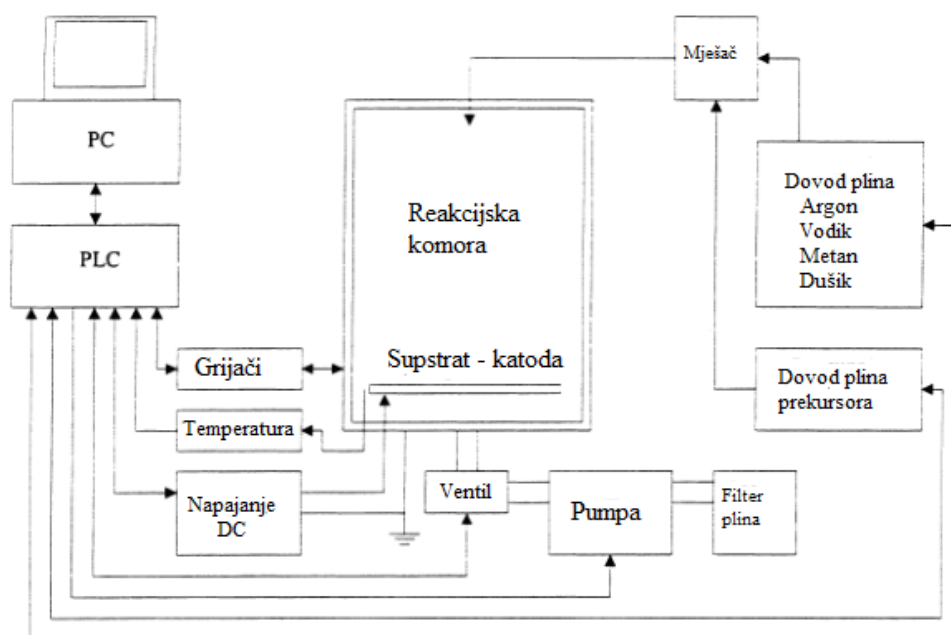 PC
PLC
Mješač
Reakcijska
komora
Dovod plina
Argon
Vodik
Metan
Dušik
Grijači
Supstrat - katoda
Dovod plina
prekursora
Temperatura
Napajanje
DC
Ventil
Pumpa
Filter
plina